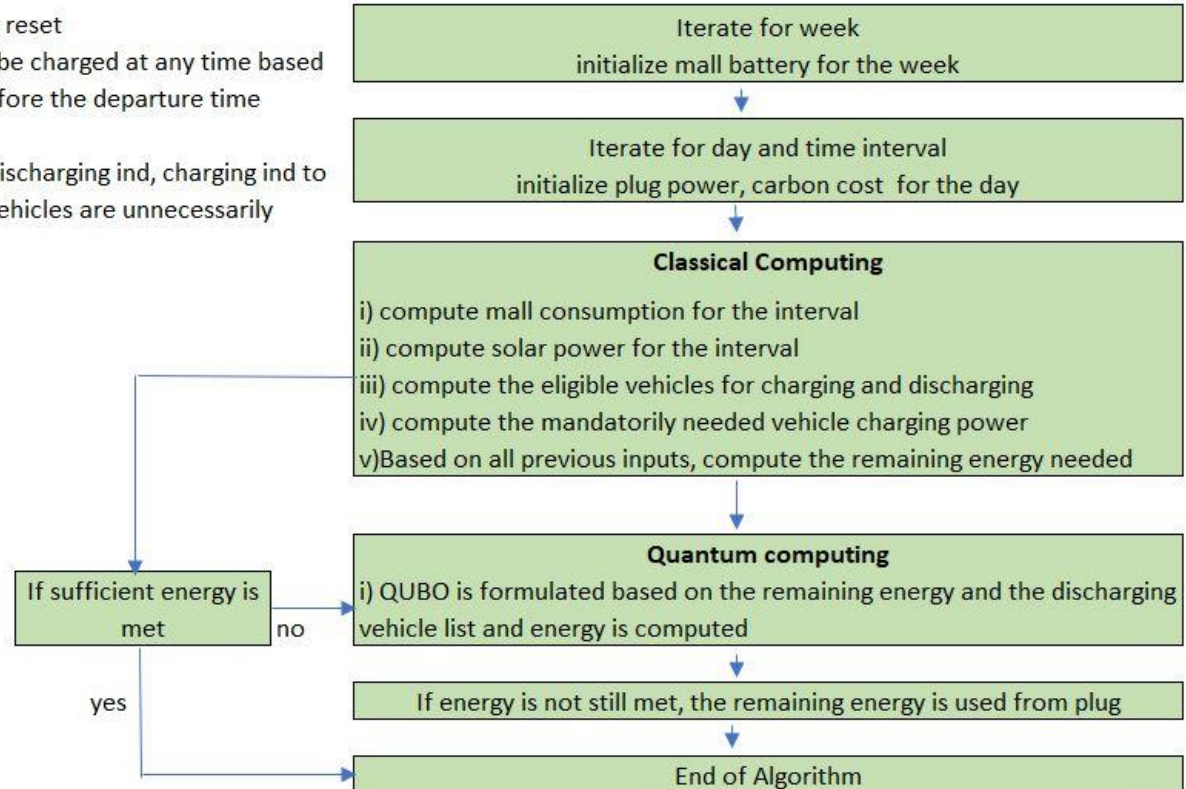 reset
be charged at any time based
fore the departure time
ischarging ind, charging ind to
ehicles are unnecessarily
Iterate for week
initialize mall battery for the week
Iterate for day and time interval
initialize plug power, carbon cost for the day
Classical Computing
i) compute mall consumption for the interval
ii) compute solar power for the interval
iii) compute the eligible vehicles for charging and discharging
iv) compute the mandatorily needed vehicle charging power
v)Based on all previous inputs, compute the remaining energy needed
If sufficient energy is
met
no
yes
Quantum computing
i) QUBO is formulated based on the remaining energy and the discharging
vehicle list and energy is computed
If energy is not still met, the remaining energy is used from plug
End of Algorithm